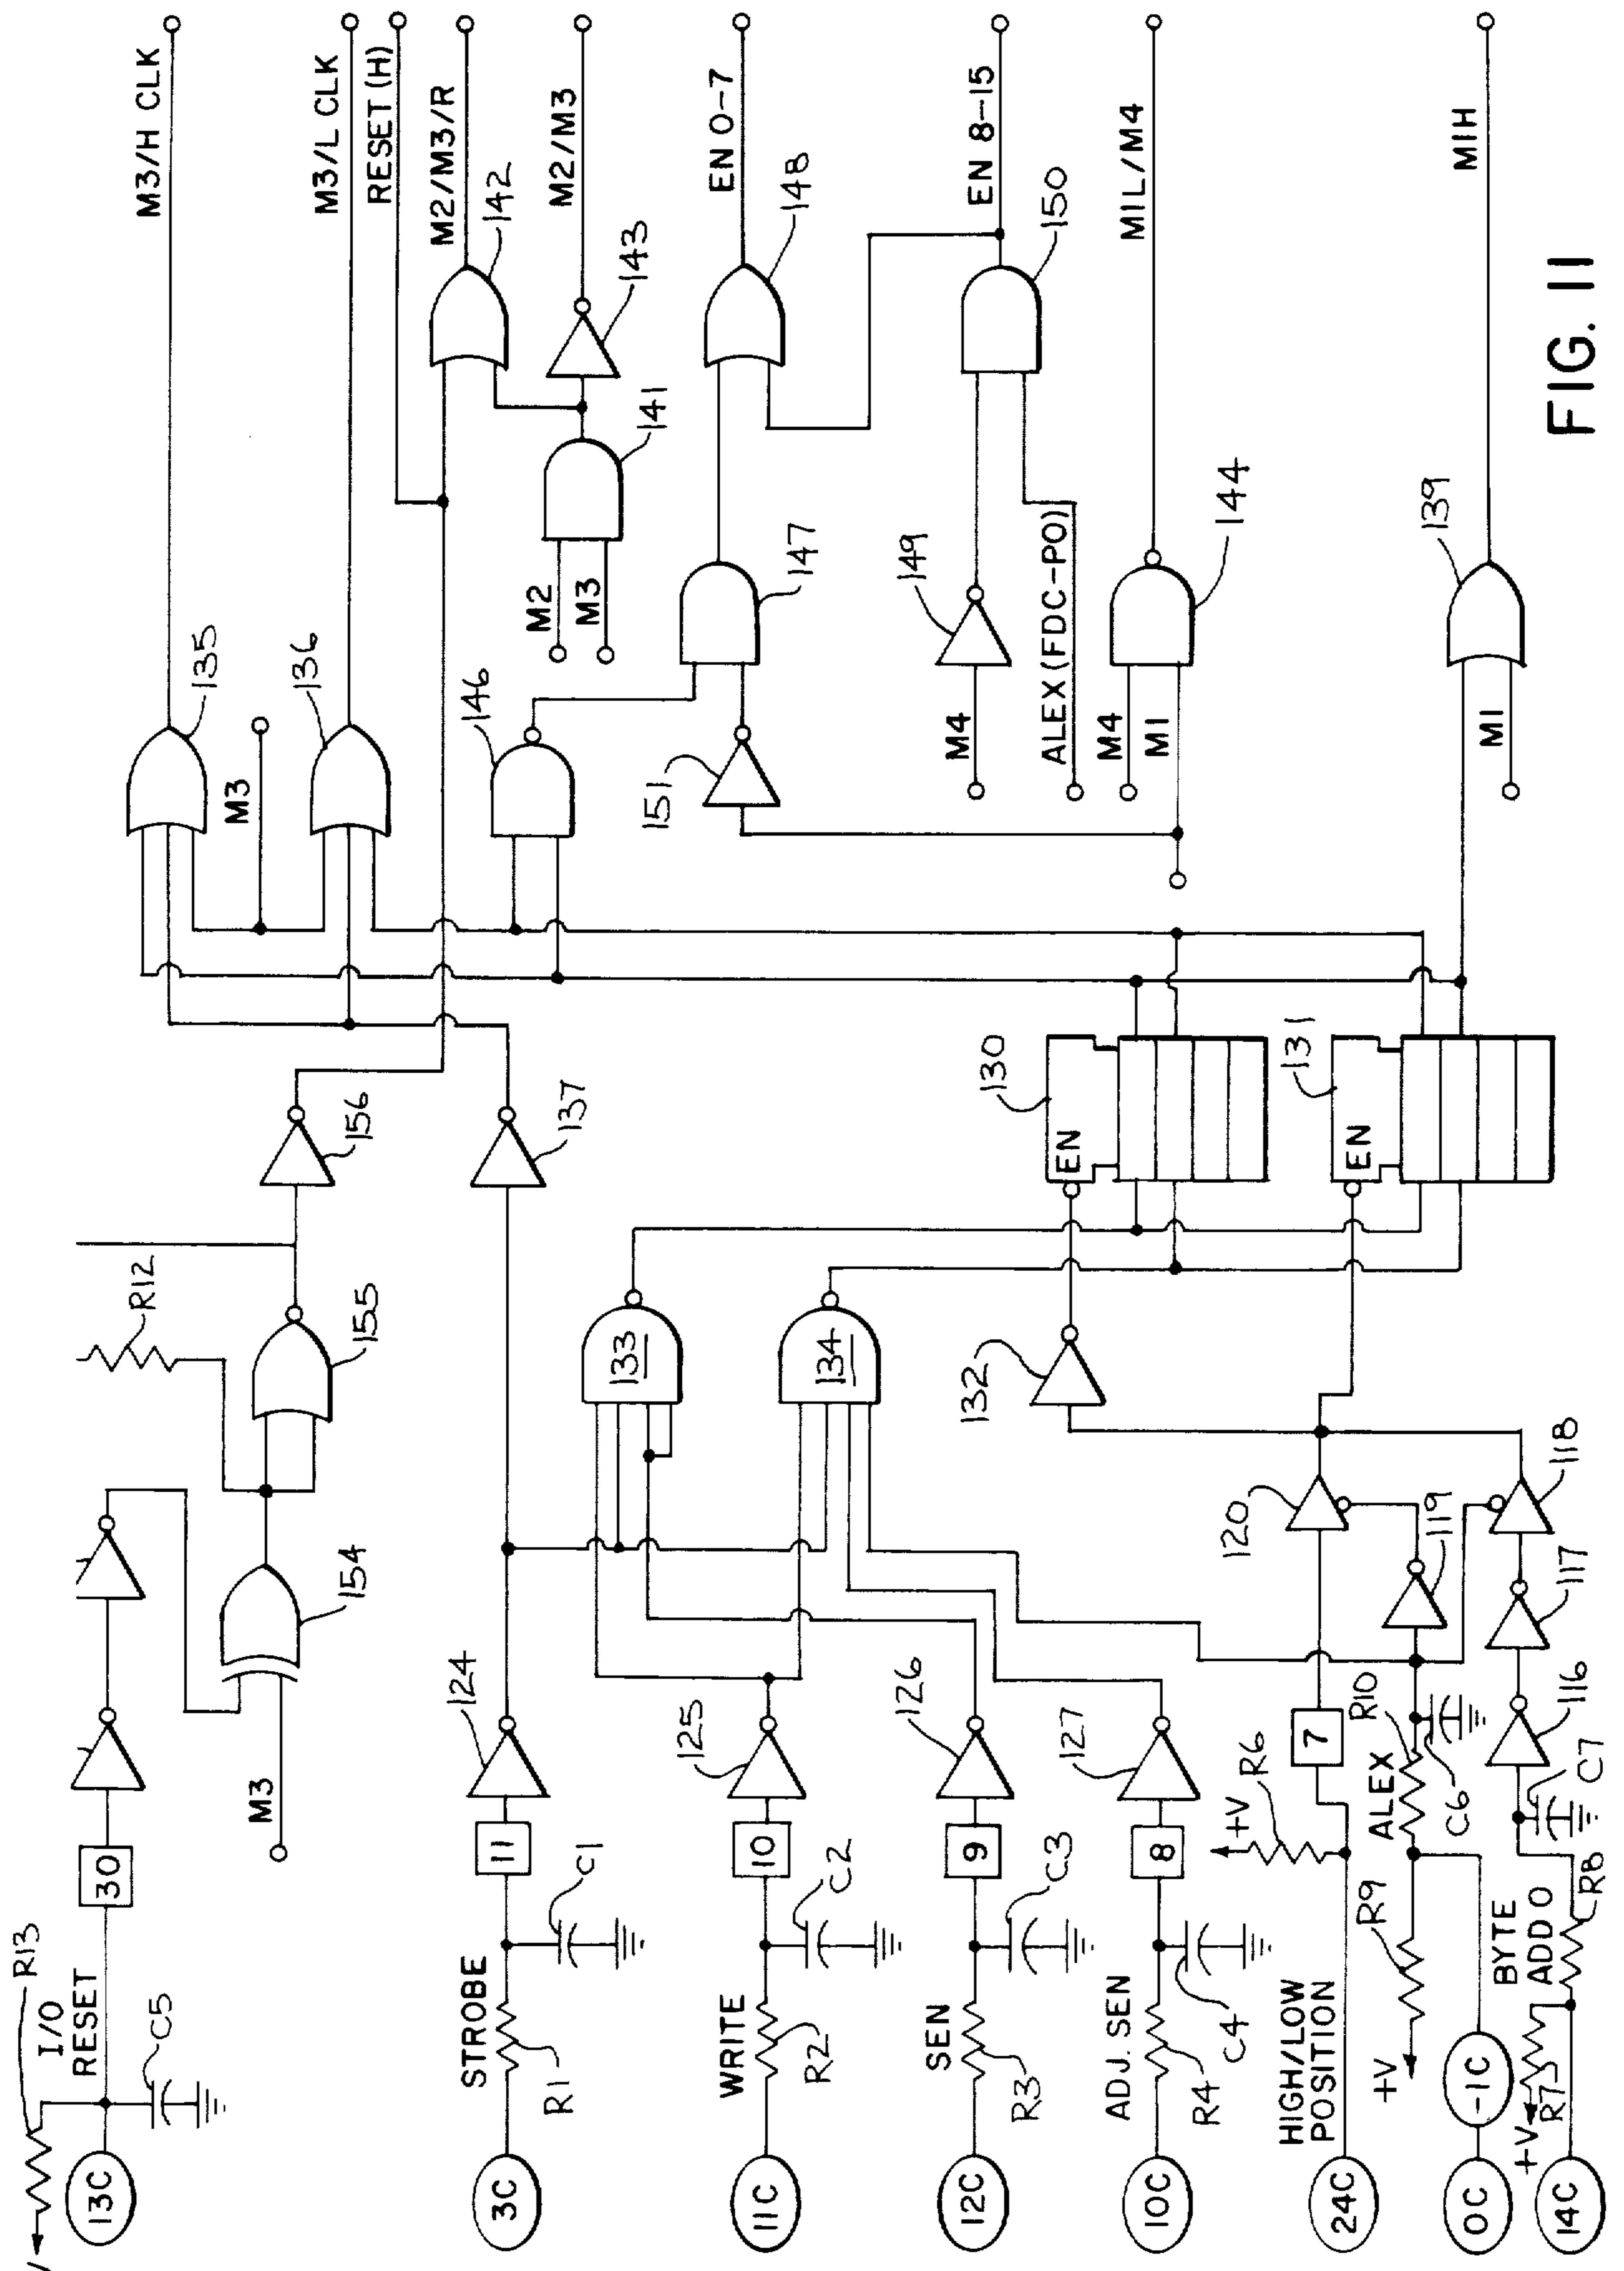 M3/H CLK
M3/L CLK
RESET (H)
M2/M3/R
M2/M3
EN 0-7
EN 8-15
MIL/M4
MIH
142
143
148
150
141
135
136
M3
M2
M3
147
149
146
151
M4
ALEX (FDC-PO)
M4
MI
144
139
MI
156
137
130
EN
131
EN
R12
155
133
134
132
154
124
125
126
127
120
119
118
117
116
M3
30
11
10
9
8
7
R6
+V
R10
ALEX
C6
C7
R13
I/O
RESET
C5
STROBE
C1
R1
WRITE
C2
R2
SEN
C3
R3
ADJ. SEN
C4
R4
HIGH/LOW
POSITION
R9
+V
BYTE
ADD 0
R8
+V
R7
13C
3C
11C
12C
10C
24C
0C
-1C
14C
FIG. 11